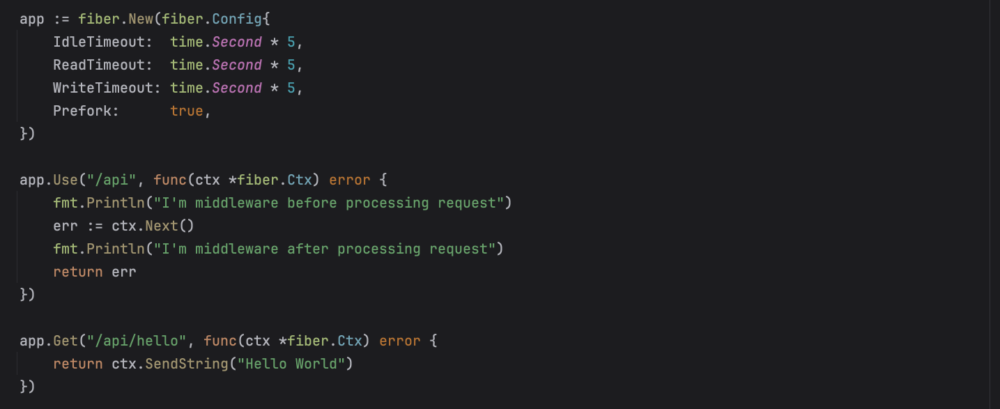 app := fiber.New(fiber.Config{
    IdleTimeout:  time.Second * 5,
    ReadTimeout:  time.Second * 5,
    WriteTimeout: time.Second * 5,
    Prefork:      true,
})

app.Use("/api", func(ctx *fiber.Ctx) error {
    fmt.Println("I'm middleware before processing request")
    err := ctx.Next()
    fmt.Println("I'm middleware after processing request")
    return err
})

app.Get("/api/hello", func(ctx *fiber.Ctx) error {
    return ctx.SendString("Hello World")
})